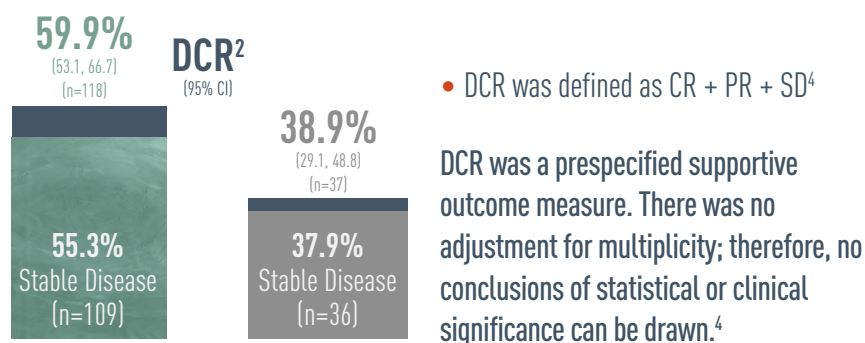 59.9%
(53.1, 66.7)
(n=118)
DCR²
(95% CI)
38.9%
(29.1, 48.8)
(n=37)
55.3%
Stable Disease
(n=109)
37.9%
Stable Disease
(n=36)
• DCR was defined as CR + PR + SD⁴
DCR was a prespecified supportive
outcome measure. There was no
adjustment for multiplicity; therefore, no
conclusions of statistical or clinical
significance can be drawn.⁴